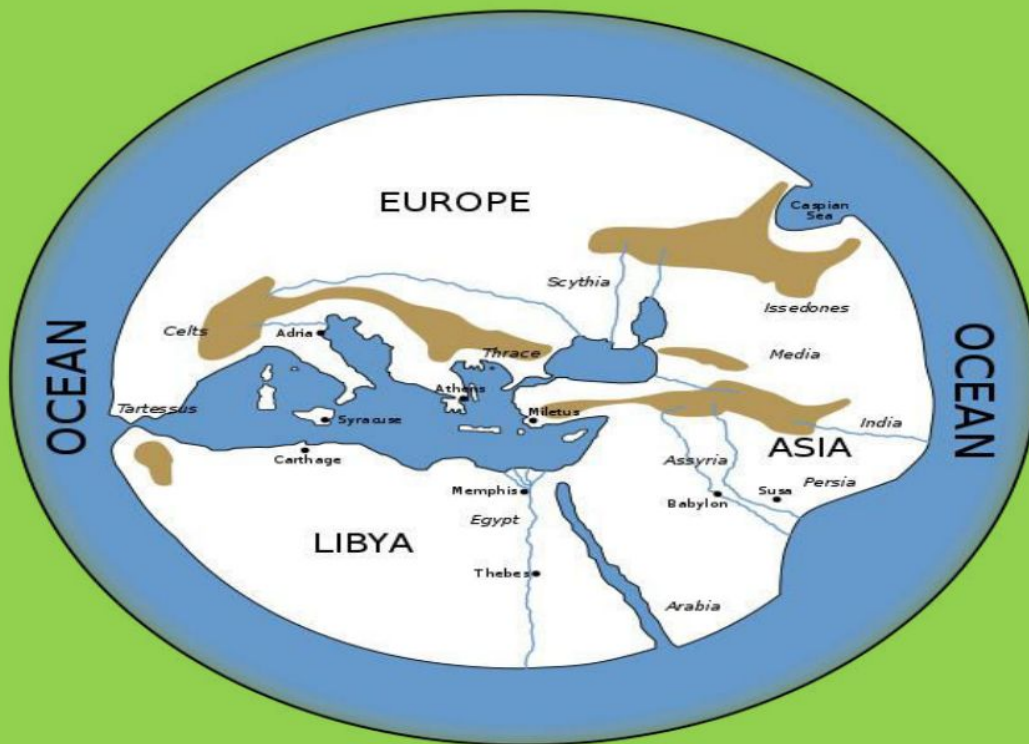 EUROPE
Caspian
Sea
Scythia
Issedones
Celts
Adria
Thrace
Media
OCEAN
OCEAN
Athens
Tartessus
Syracuse
Miletus
India
ASIA
Carthage
Assyria
Memphis
Susa
Persia
Babylon
Egypt
LIBYA
Thebes
Arabia